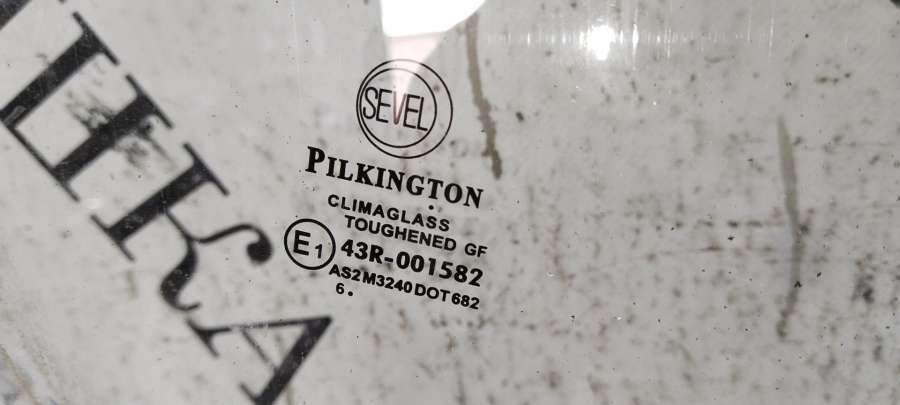 SEVEL
PILKINGTON
CLIMAGLASS
TOUGHENED GF
E1 43R-001582
AS2 M3240 DOT 682
6.